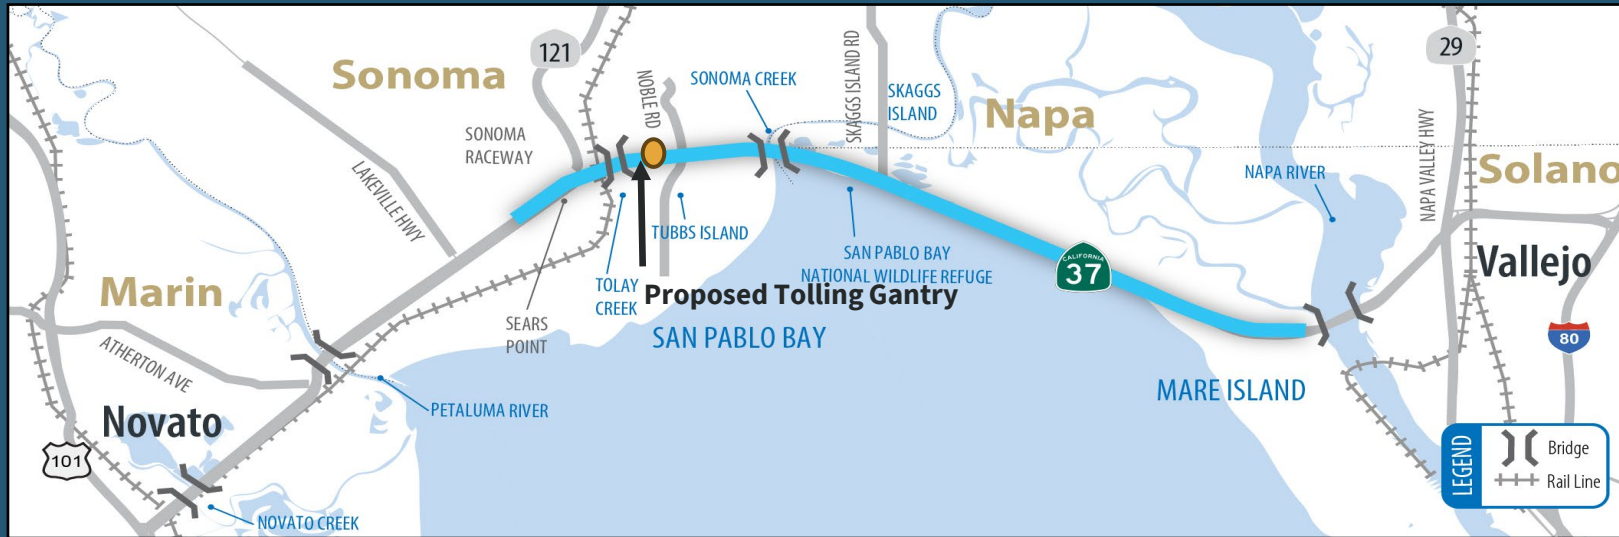 121
29
Sonoma
NOBLE RD
SONOMA CREEK
SKAGGS ISLAND RD
SKAGGS
ISLAND
Napa
SONOMA
RACEWAY
LAKEVILLE HWY
NAPA VALLEY HWY
NAPA RIVER
Solano
TUBBS ISLAND
SAN PABLO BAY
NATIONAL WILDLIFE REFUGE
CALIFORNIA
37
Vallejo
Marin
TOLAY
CREEK
Proposed Tolling Gantry
SEARS
POINT
SAN PABLO BAY
80
ATHERTON AVE
MARE ISLAND
PETALUMA RIVER
Novato
101
NOVATO CREEK
LEGEND
Bridge
Rail Line